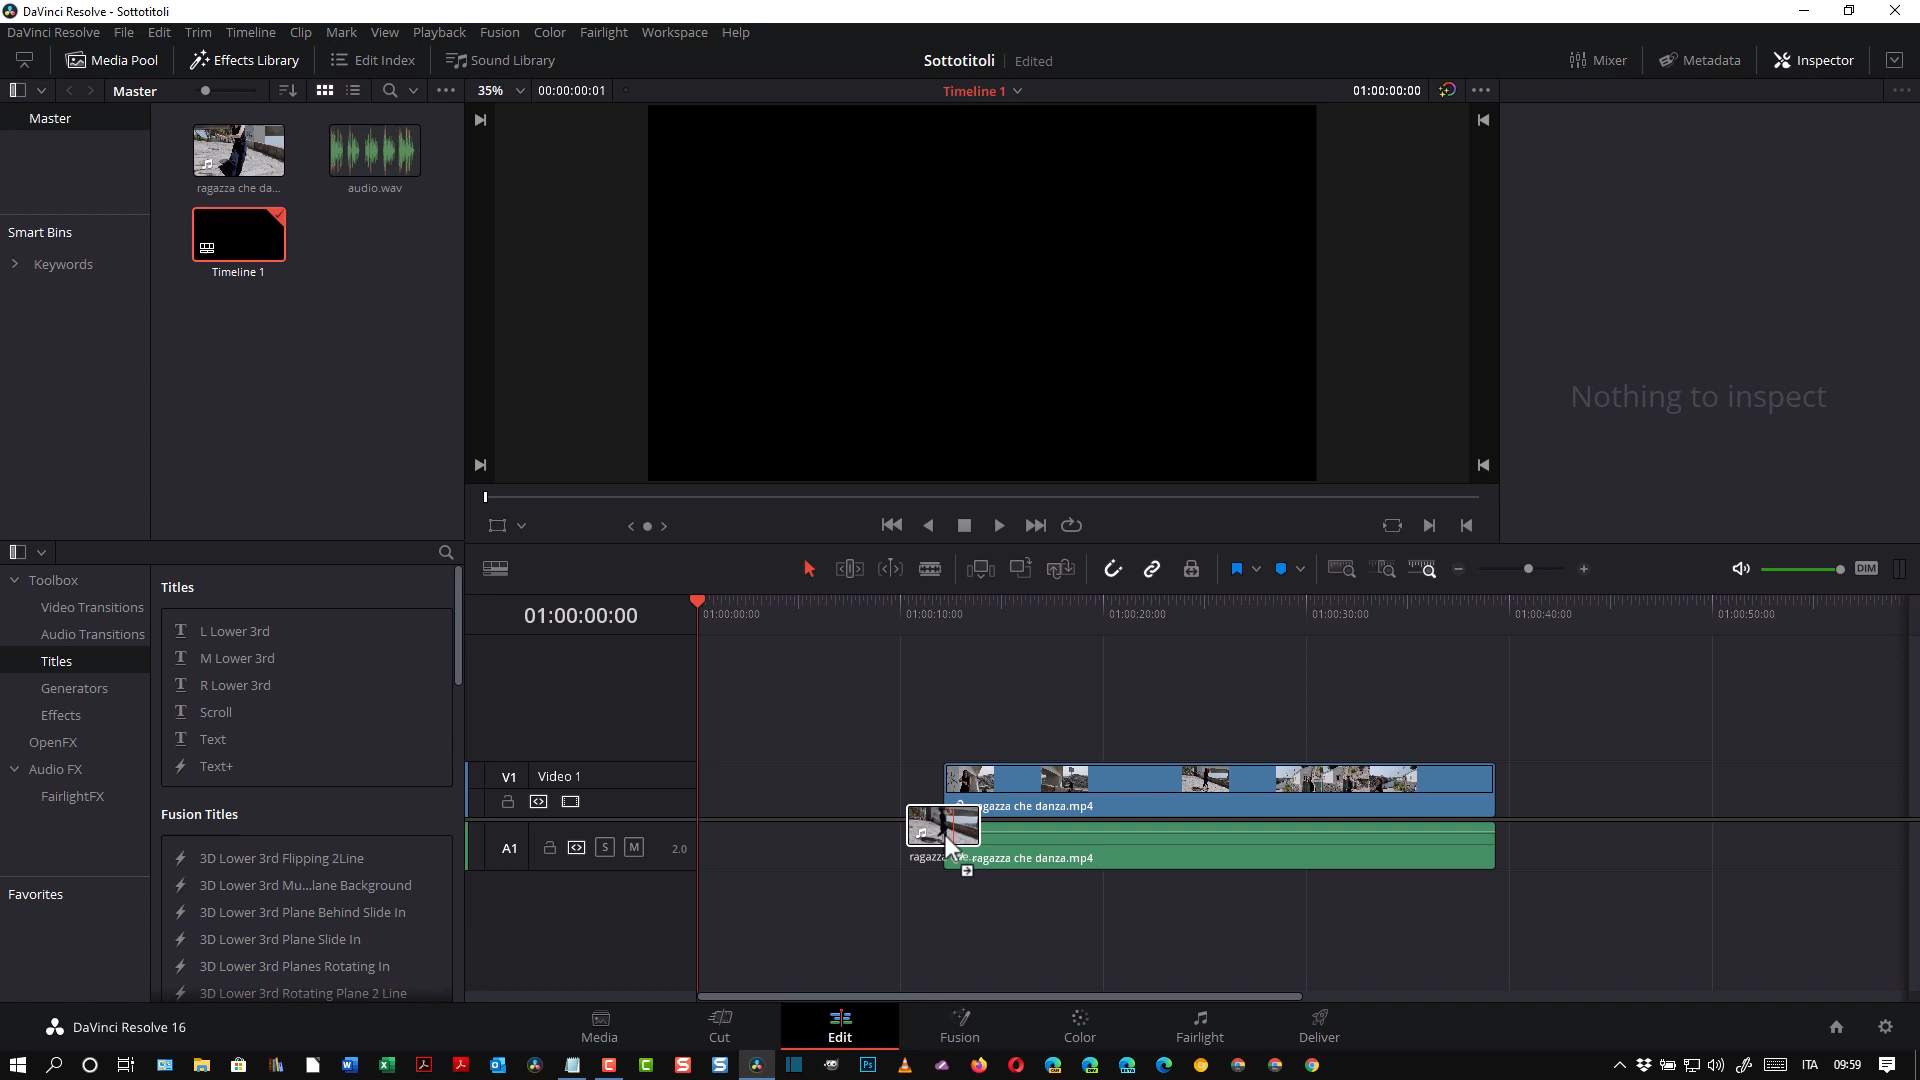 DaVinci Resolve - Sottotitoli
DaVinci Resolve File Edit Trim Timeline Clip Mark View Playback Fusion Color Fairlight Workspace Help
Media Pool Effects Library Edit Index Sound Library Sottotitoli Edited Mixer Metadata Inspector
Master 35% 00:00:00:01 Timeline 1 01:00:00:00
Master
ragazza che da... audio.wav
Smart Bins
Keywords
Timeline 1
Nothing to inspect
Toolbox
Video Transitions
Audio Transitions
Titles
Generators
Effects
OpenFX
Audio FX
FairlightFX
Favorites
Titles
L Lower 3rd
M Lower 3rd
R Lower 3rd
Scroll
Text
Text+
Fusion Titles
3D Lower 3rd Flipping 2Line
3D Lower 3rd Mu...lane Background
3D Lower 3rd Plane Behind Slide In
3D Lower 3rd Plane Slide In
3D Lower 3rd Planes Rotating In
3D Lower 3rd Rotating Plane 2 Line
DIM
01:00:00:00
01:00:00:00 01:00:10:00 01:00:20:00 01:00:30:00 01:00:40:00 01:00:50:00
V1 Video 1
gazza che danza.mp4
A1 S M 2.0
ragazza che danza.mp4
DaVinci Resolve 16
Media Cut Edit Fusion Color Fairlight Deliver
ITA 09:59